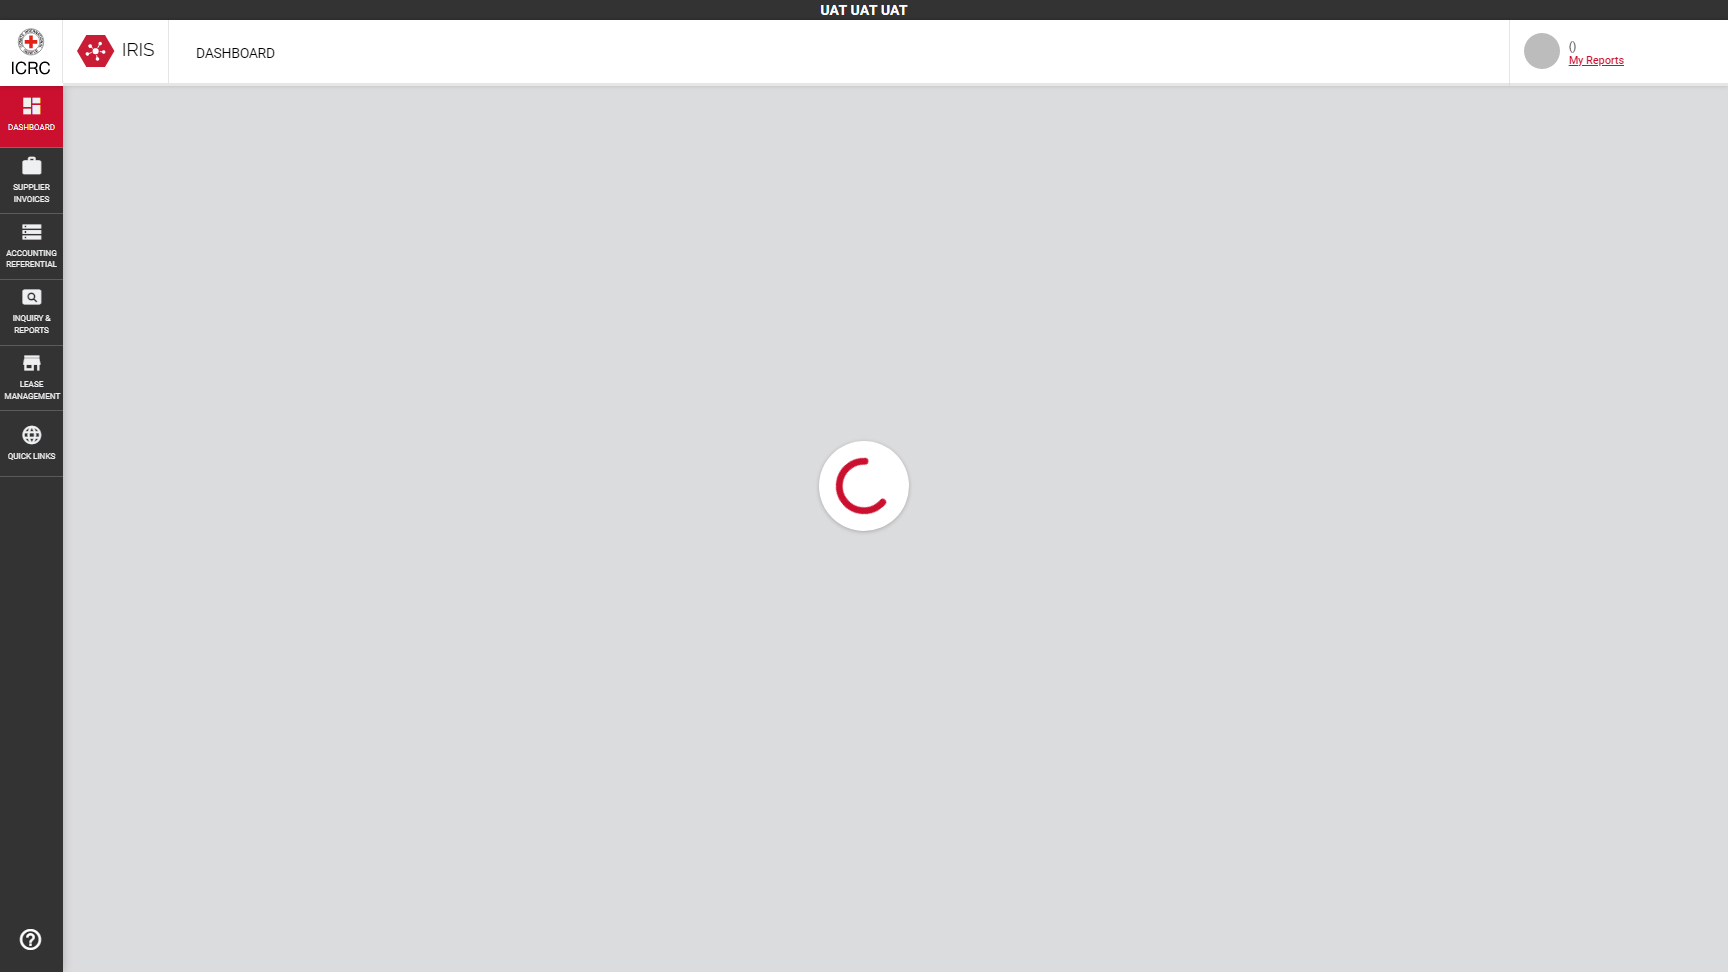 UAT UAT UAT
ICRC
IRIS
DASHBOARD
()
My Reports
DASHBOARD
SUPPLIER
INVOICES
ACCOUNTING
REFERENTIAL
INQUIRY &
REPORTS
LEASE
MANAGEMENT
QUICK LINKS